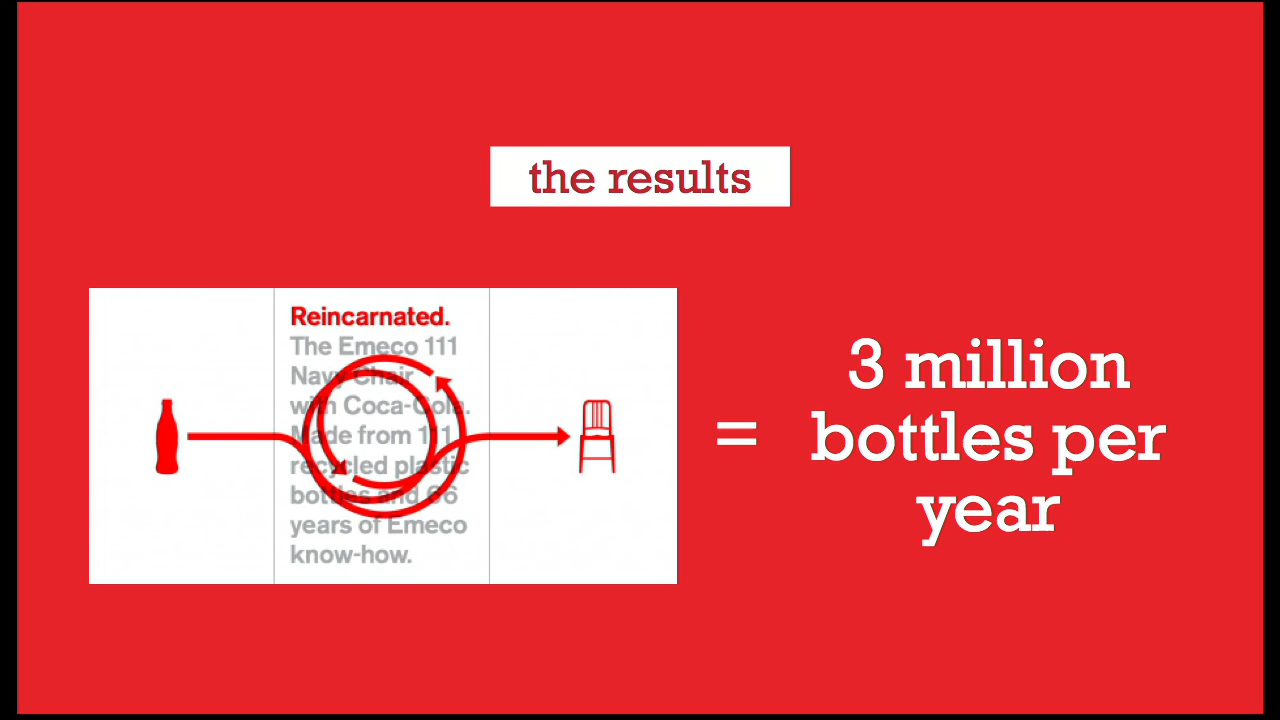 the results
Reincarnated.
The Emeco 111
Navy Chair
with Coca-Cola.
Made from 111
recycled plastic
bottles and 66
years of Emeco
know-how.
=
3 million
bottles per
year